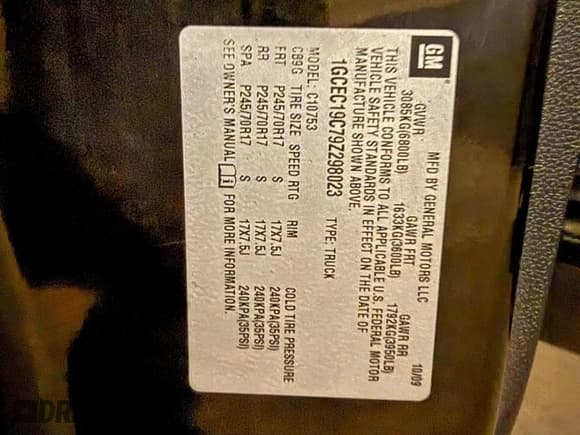 GM
MFD BY GENERAL MOTORS LLC 10/09
GVWR GAWR FRT GAWR RR
3085KG(6800LB) 1633KG(3600LB) 1792KG(3950LB)
THIS VEHICLE CONFORMS TO ALL APPLICABLE U.S. FEDERAL MOTOR
VEHICLE SAFETY STANDARDS IN EFFECT ON THE DATE OF
MANUFACTURE SHOWN ABOVE.
1GCEC19C79Z298023 TYPE: TRUCK
MODEL: C10753
C89G TIRE SIZE SPEED RTG RIM COLD TIRE PRESSURE
FRT P245/70R17 S 17X7.5J 240KPA(35PSI)
RR P245/70R17 S 17X7.5J 240KPA(35PSI)
SPA P245/70R17 S 17X7.5J 240KPA(35PSI)
SEE OWNER'S MANUAL FOR MORE INFORMATION.